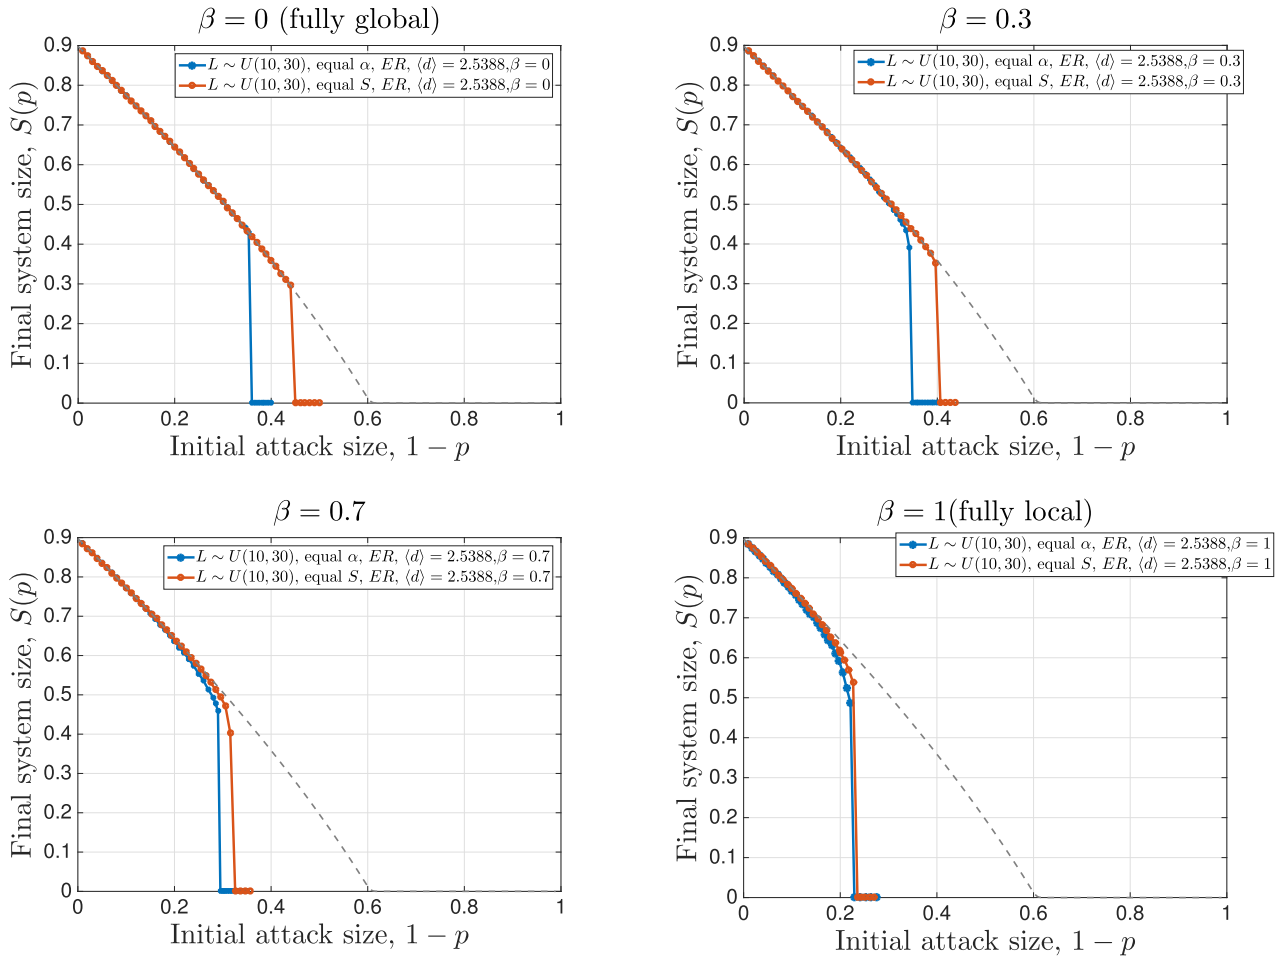 β = 0 (fully global)
L ∼ U(10, 30), equal α, ER, ⟨d⟩ = 2.5388,β = 0
L ∼ U(10, 30), equal S, ER, ⟨d⟩ = 2.5388,β = 0
Final system size, S(p)
0.9
0.8
0.7
0.6
0.5
0.4
0.3
0.2
0.1
0
0 0.2 0.4 0.6 0.8 1
Initial attack size, 1 − p
β = 0.3
L ∼ U(10, 30), equal α, ER, ⟨d⟩ = 2.5388,β = 0.3
L ∼ U(10, 30), equal S, ER, ⟨d⟩ = 2.5388,β = 0.3
Final system size, S(p)
0.9
0.8
0.7
0.6
0.5
0.4
0.3
0.2
0.1
0
0 0.2 0.4 0.6 0.8 1
Initial attack size, 1 − p
β = 0.7
L ∼ U(10, 30), equal α, ER, ⟨d⟩ = 2.5388,β = 0.7
L ∼ U(10, 30), equal S, ER, ⟨d⟩ = 2.5388,β = 0.7
Final system size, S(p)
0.9
0.8
0.7
0.6
0.5
0.4
0.3
0.2
0.1
0
0 0.2 0.4 0.6 0.8 1
Initial attack size, 1 − p
β = 1(fully local)
L ∼ U(10, 30), equal α, ER, ⟨d⟩ = 2.5388,β = 1
L ∼ U(10, 30), equal S, ER, ⟨d⟩ = 2.5388,β = 1
Final system size, S(p)
0.9
0.8
0.7
0.6
0.5
0.4
0.3
0.2
0.1
0
0 0.2 0.4 0.6 0.8 1
Initial attack size, 1 − p